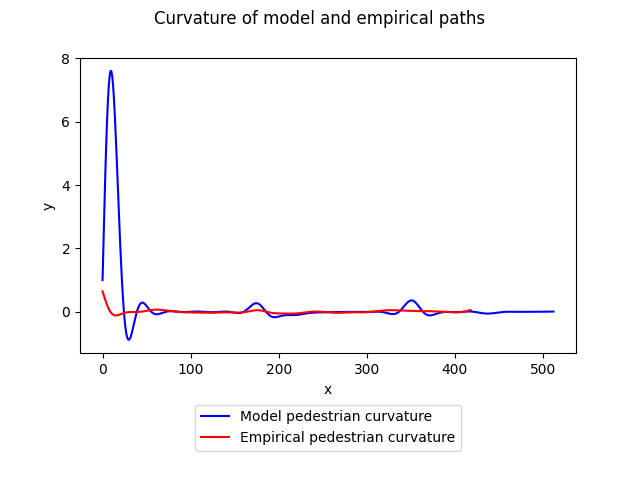 Curvature of model and empirical paths
8
6
4
2
0
y
0 100 200 300 400 500
x
Model pedestrian curvature
Empirical pedestrian curvature